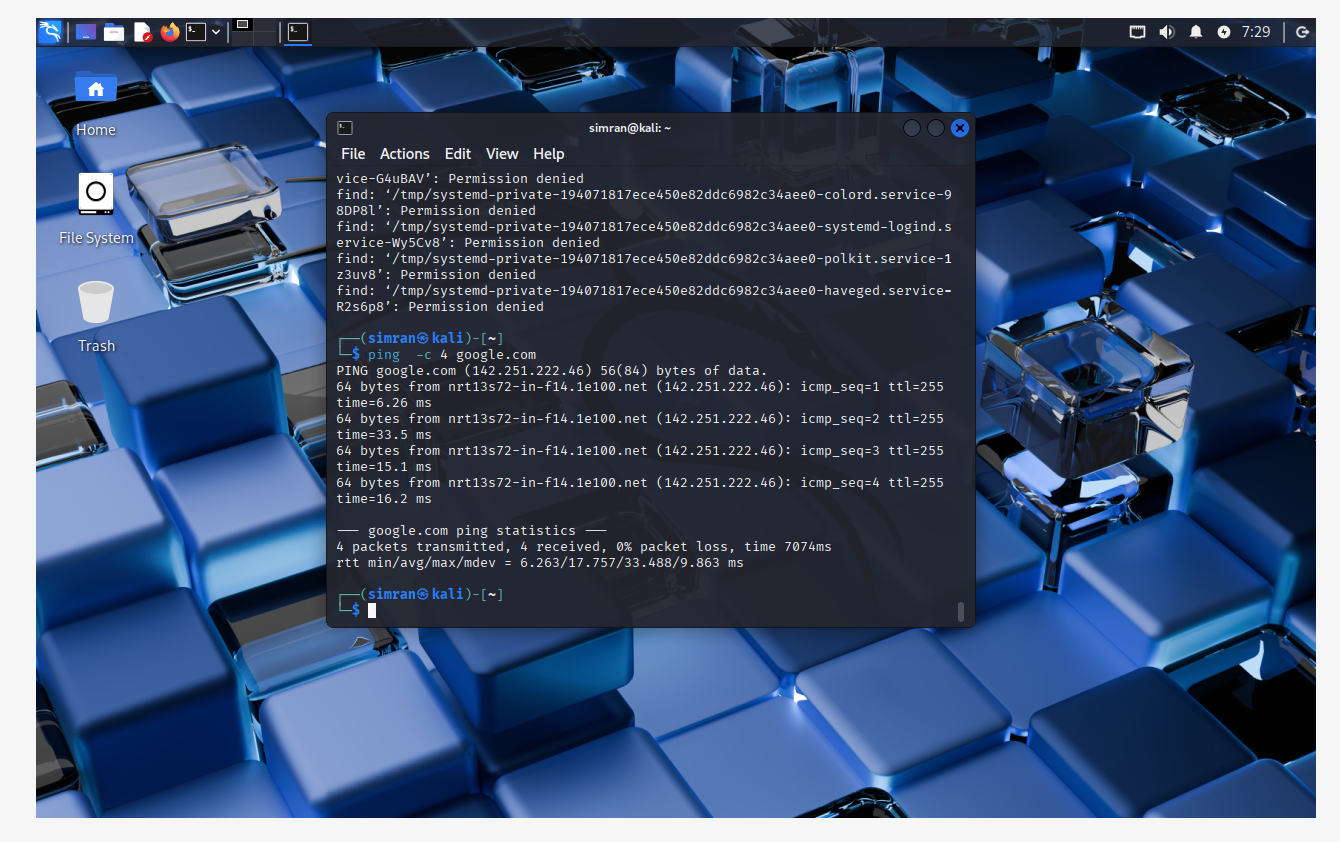 7:29
Home
File System
Trash
simran@kali: ~
File Actions Edit View Help
vice-G4uBAV’: Permission denied
find: ‘/tmp/systemd-private-194071817ece450e82ddc6982c34aee0-colord.service-9
8DP8l’: Permission denied
find: ‘/tmp/systemd-private-194071817ece450e82ddc6982c34aee0-systemd-logind.s
ervice-Wy5Cv8’: Permission denied
find: ‘/tmp/systemd-private-194071817ece450e82ddc6982c34aee0-polkit.service-1
z3uv8’: Permission denied
find: ‘/tmp/systemd-private-194071817ece450e82ddc6982c34aee0-haveged.service-
R2s6p8’: Permission denied
┌──(simran㉿kali)-[~]
└─$ ping  -c 4 google.com
PING google.com (142.251.222.46) 56(84) bytes of data.
64 bytes from nrt13s72-in-f14.1e100.net (142.251.222.46): icmp_seq=1 ttl=255
time=6.26 ms
64 bytes from nrt13s72-in-f14.1e100.net (142.251.222.46): icmp_seq=2 ttl=255
time=33.5 ms
64 bytes from nrt13s72-in-f14.1e100.net (142.251.222.46): icmp_seq=3 ttl=255
time=15.1 ms
64 bytes from nrt13s72-in-f14.1e100.net (142.251.222.46): icmp_seq=4 ttl=255
time=16.2 ms
--- google.com ping statistics ---
4 packets transmitted, 4 received, 0% packet loss, time 7074ms
rtt min/avg/max/mdev = 6.263/17.757/33.488/9.863 ms
┌──(simran㉿kali)-[~]
└─$